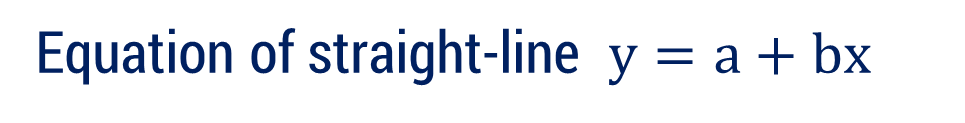 Equation of straight-line y = a + bx